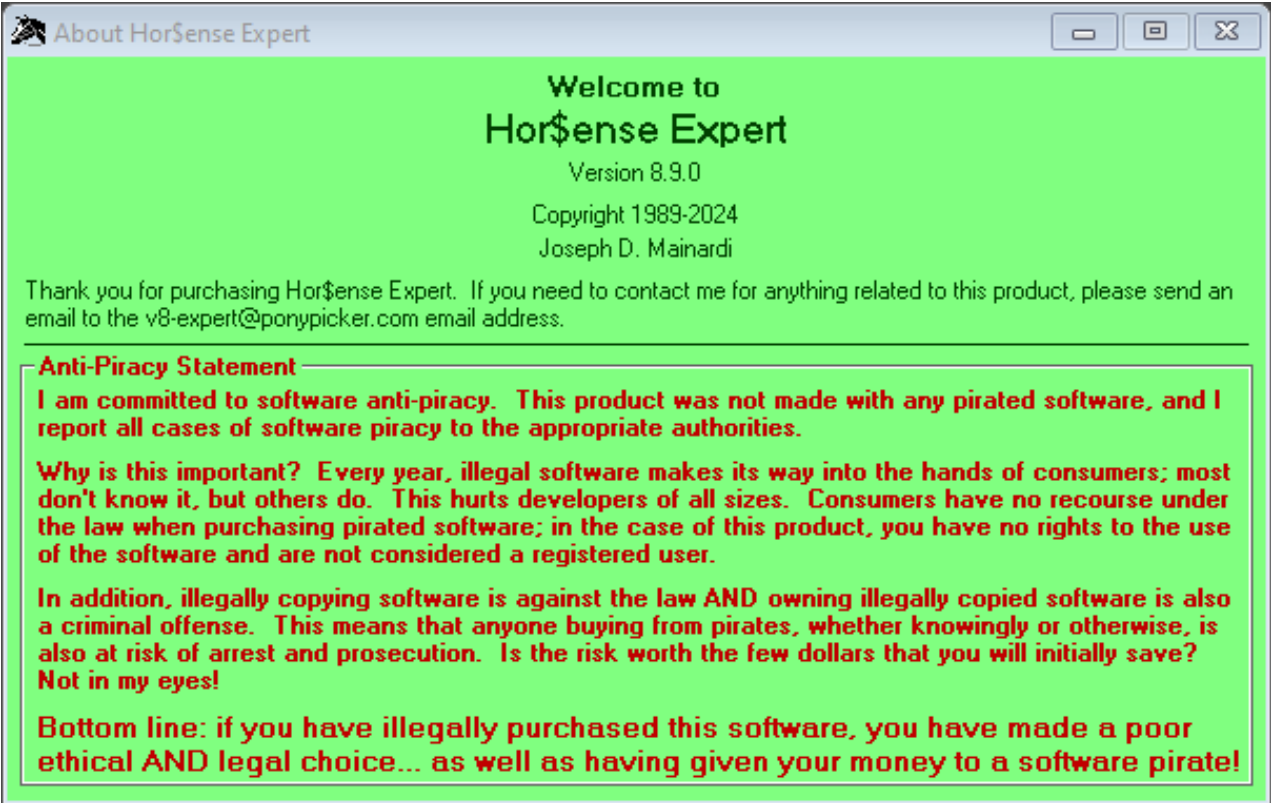 About Hor$ense Expert
Welcome to
Hor$ense Expert
Version 8.9.0
Copyright 1989-2024
Joseph D. Mainardi
Thank you for purchasing Hor$ense Expert.  If you need to contact me for anything related to this product, please send an
email to the v8-expert@ponypicker.com email address.
Anti-Piracy Statement
I am committed to software anti-piracy.  This product was not made with any pirated software, and I
report all cases of software piracy to the appropriate authorities.
Why is this important?  Every year, illegal software makes its way into the hands of consumers; most
don't know it, but others do.  This hurts developers of all sizes.  Consumers have no recourse under
the law when purchasing pirated software; in the case of this product, you have no rights to the use
of the software and are not considered a registered user.
In addition, illegally copying software is against the law AND owning illegally copied software is also
a criminal offense.  This means that anyone buying from pirates, whether knowingly or otherwise, is
also at risk of arrest and prosecution.  Is the risk worth the few dollars that you will initially save?
Not in my eyes!
Bottom line: if you have illegally purchased this software, you have made a poor
ethical AND legal choice... as well as having given your money to a software pirate!